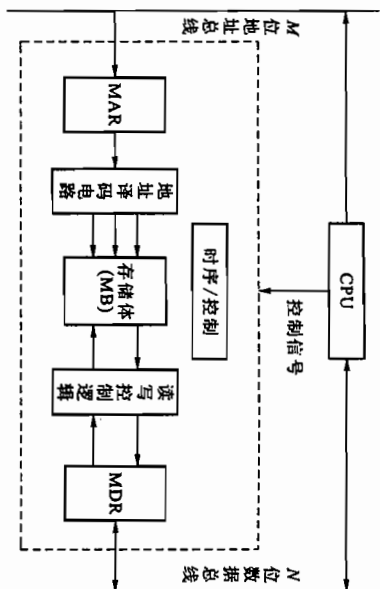 M位地址总线
MAR
地址译码电路
存储体
(MB)
读写控制逻辑
MDR
时序/控制
控制信号
CPU
N位数据总线